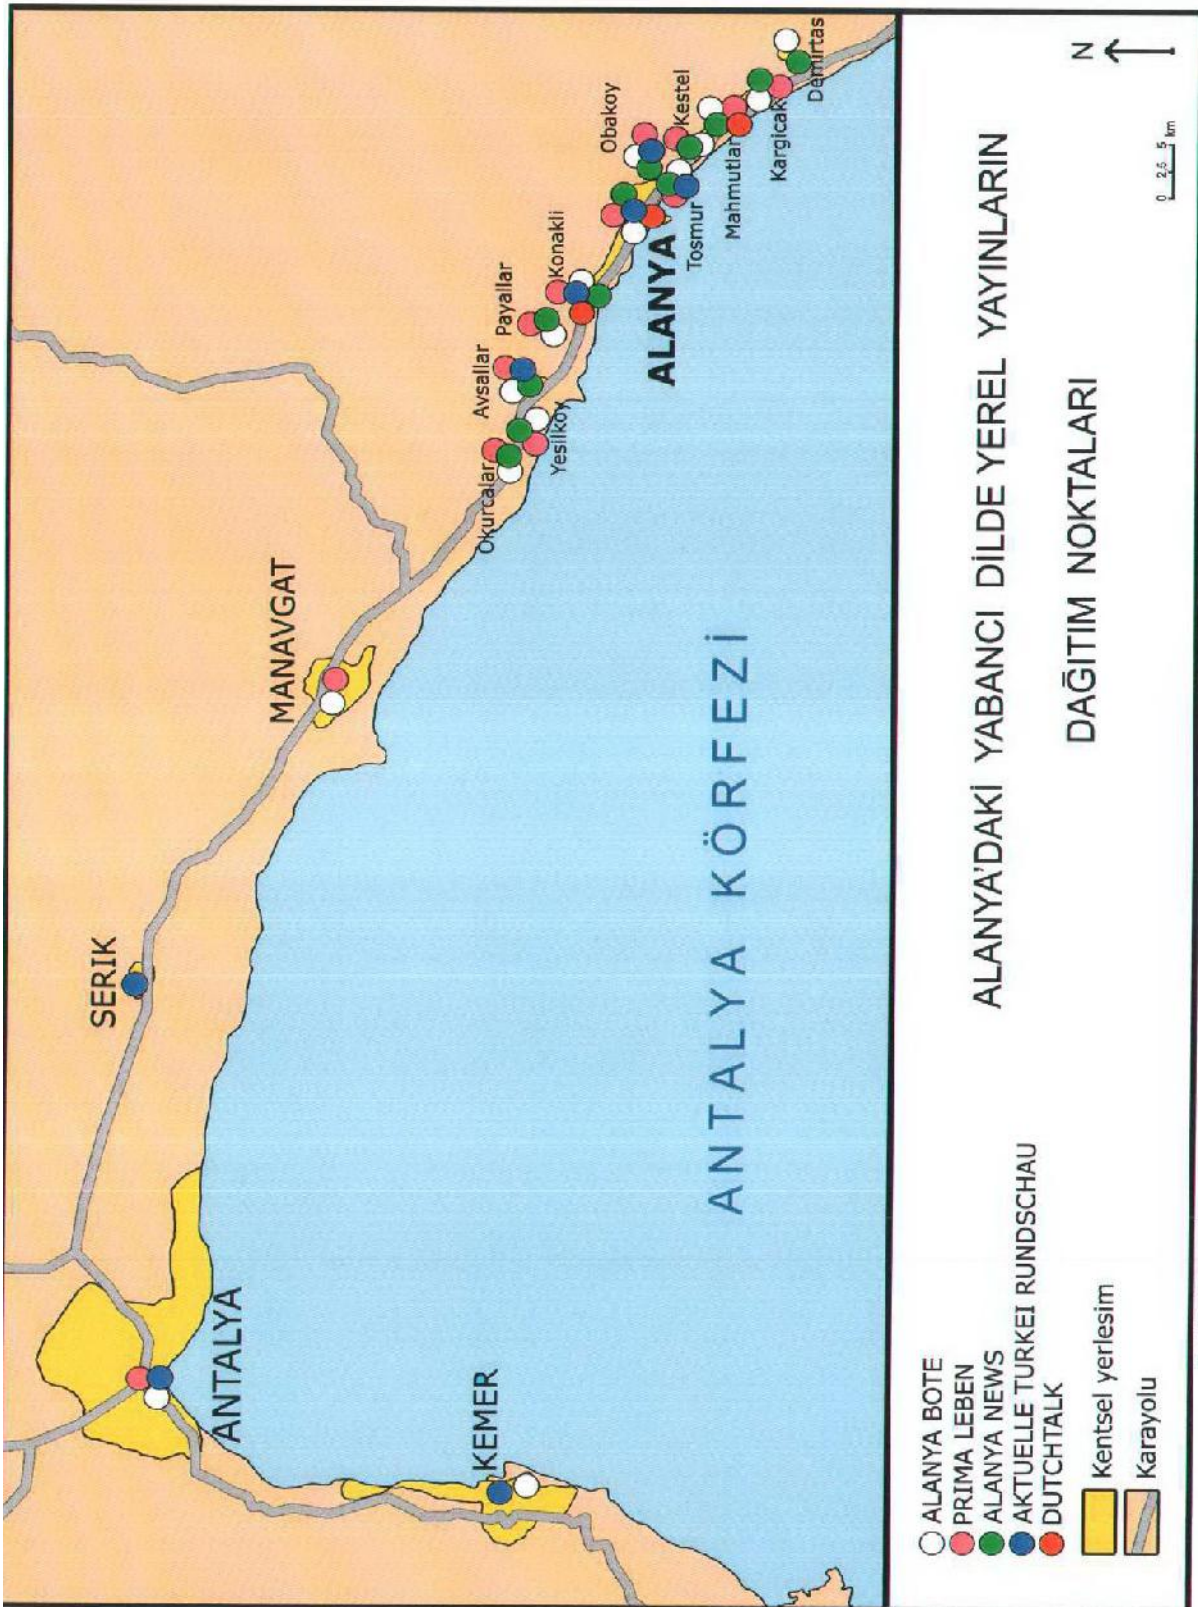 KEMER
ANTALYA
SERIK
MANAVGAT
Okurcalar
Avsallar
Yesilköy
Payallar
Konakli
ALANYA
Obakoy
Tosmur
Kestel
Mahmutlar
Kargicak
Demirtas
ANTALYA KÖRFEZİ
ALANYA BOTE
PRIMA LEBEN
ALANYA NEWS
AKTUELLE TURKEI RUNDSCHAU
DUTCHTALK
Kentsel yerlesim
Karayolu
ALANYA'DAKİ YABANCI DİLDE YEREL YAYINLARIN
DAĞITIM NOKTALARI
N
0 2,5 5
km